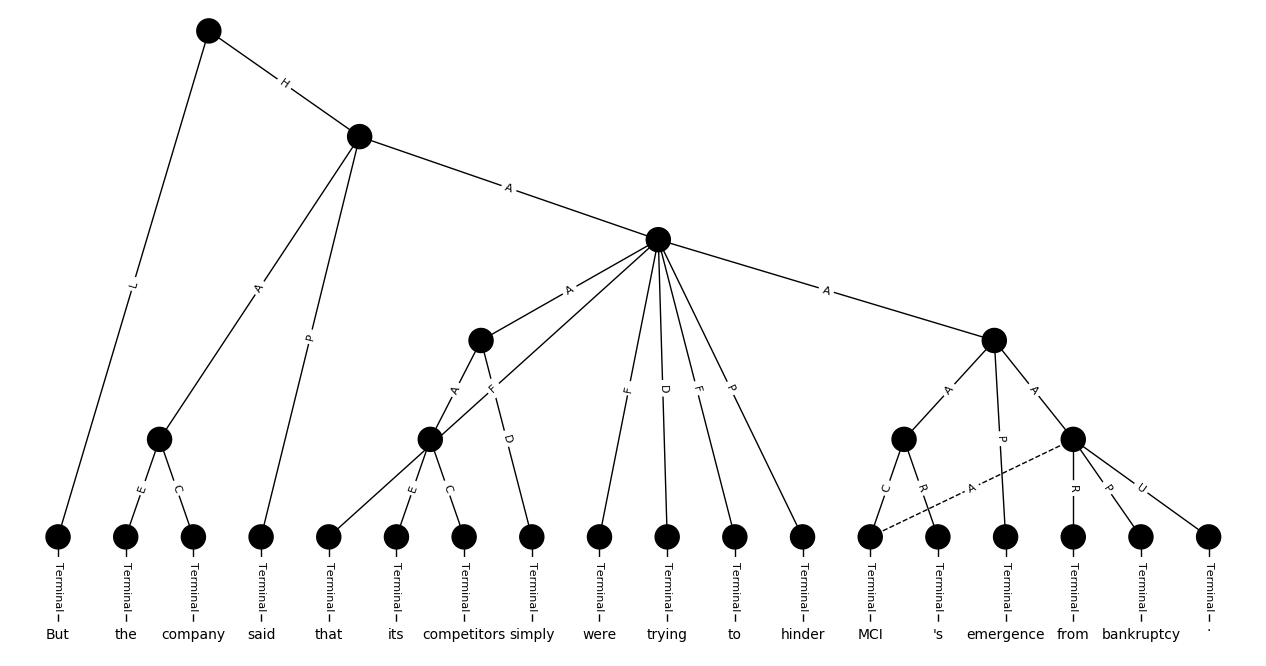 H
A
L
A
A
A
P
A F F D F P A P A
E C E C D C R A R P U
Terminal Terminal Terminal Terminal Terminal Terminal Terminal Terminal Terminal Terminal Terminal Terminal Terminal Terminal Terminal Terminal Terminal Terminal
But the company said that its competitors simply were trying to hinder MCI 's emergence from bankruptcy .